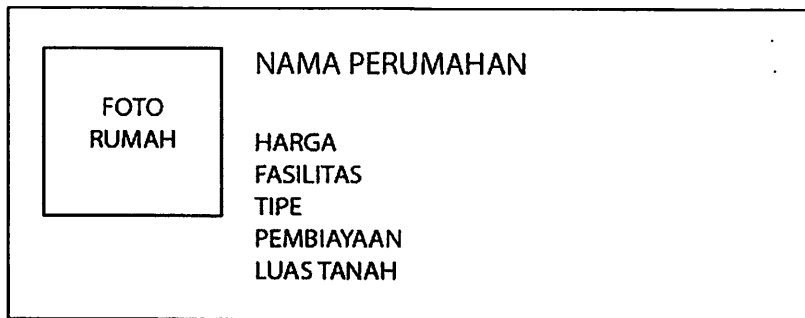 FOTO
RUMAH
NAMA PERUMAHAN
HARGA
FASILITAS
TIPE
PEMBIAYAAN
LUAS TANAH